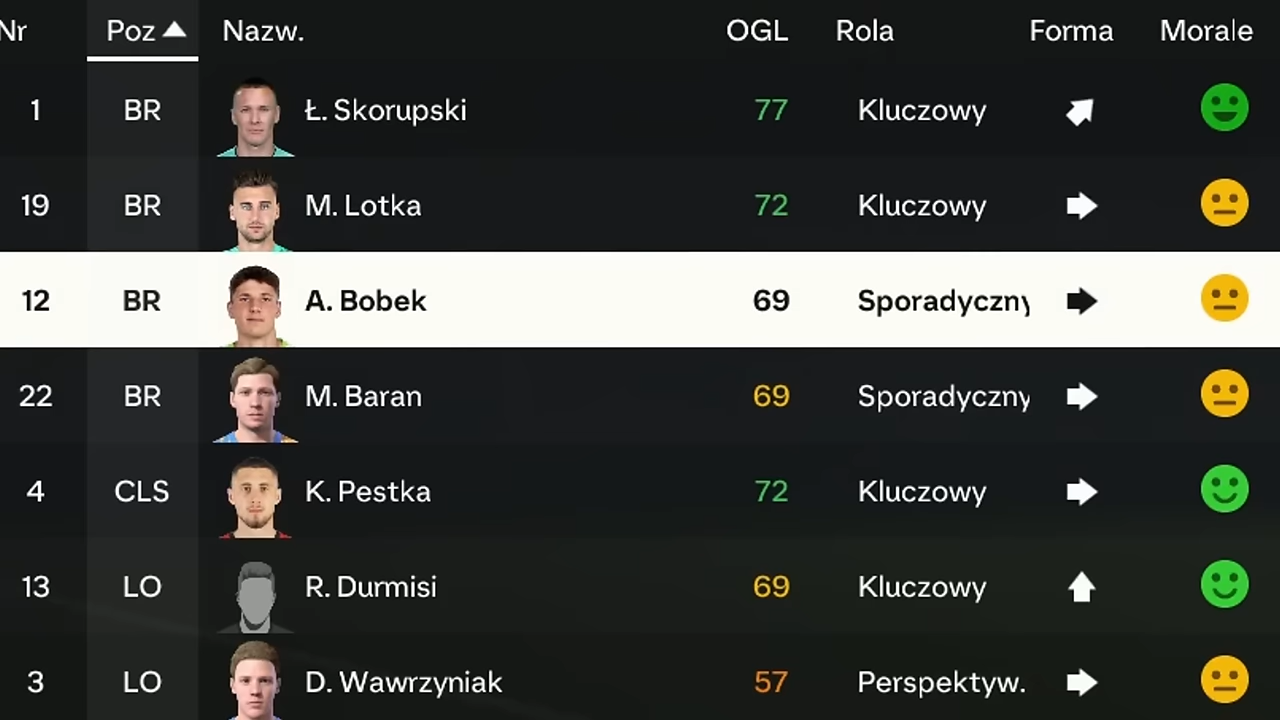 Nr Poz Nazw. OGL Rola Forma Morale
1 BR Ł. Skorupski 77 Kluczowy
19 BR M. Lotka 72 Kluczowy
12 BR A. Bobek 69 Sporadyczny
22 BR M. Baran 69 Sporadyczny
4 CLS K. Pestka 72 Kluczowy
13 LO R. Durmisi 69 Kluczowy
3 LO D. Wawrzyniak 57 Perspektyw.